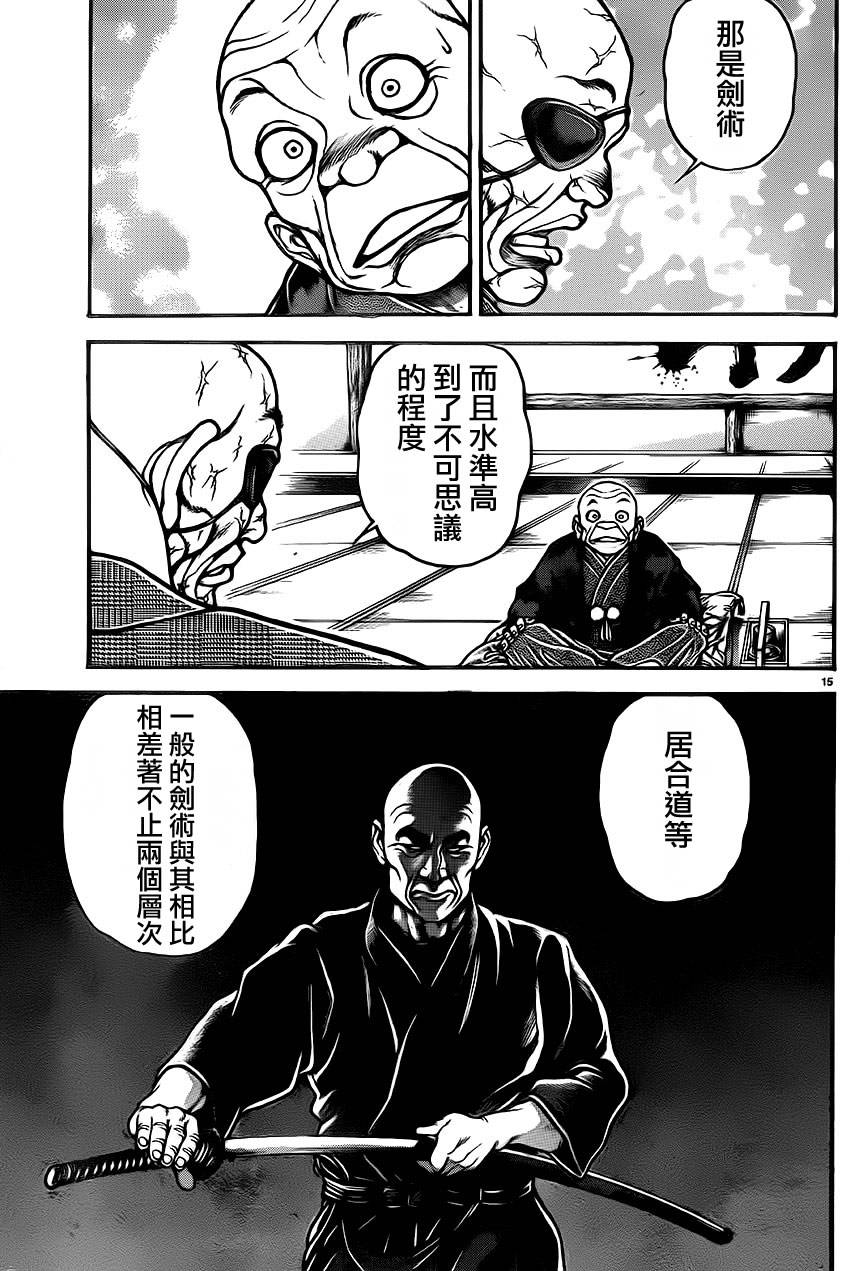 那是劍術
而且水準高
到了不可思議
的程度
15
居合道等
一般的劍術與其相比
相差著不止兩個層次